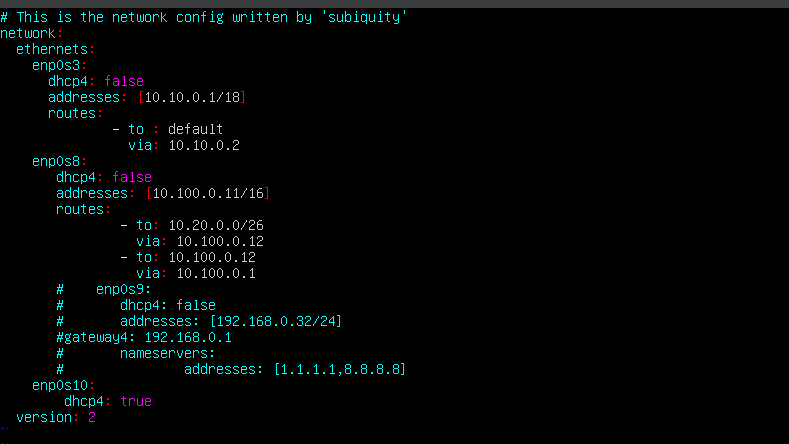 # This is the network config written by 'subiquity'
network:
  ethernets:
    enp0s3:
      dhcp4: false
      addresses: [10.10.0.1/18]
      routes:
              - to : default
                via: 10.10.0.2
    enp0s8:
       dhcp4: false
       addresses: [10.100.0.11/16]
       routes:
               - to: 10.20.0.0/26
                 via: 10.100.0.12
               - to: 10.100.0.12
                 via: 10.100.0.1
       #    enp0s9:
       #       dhcp4: false
       #       addresses: [192.168.0.32/24]
       #gateway4: 192.168.0.1
       #       nameservers:
       #               addresses: [1.1.1.1,8.8.8.8]
    enp0s10:
        dhcp4: true
  version: 2
~